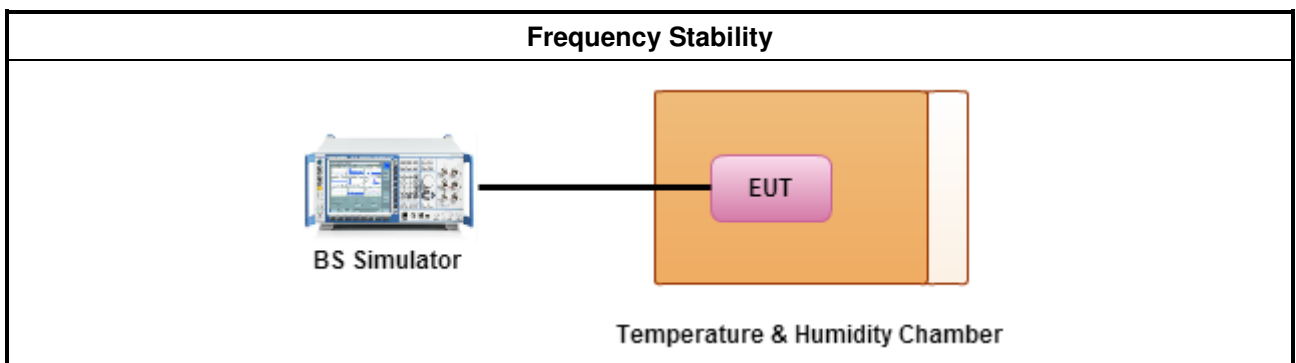 Frequency Stability
EUT
BS Simulator
Temperature & Humidity Chamber